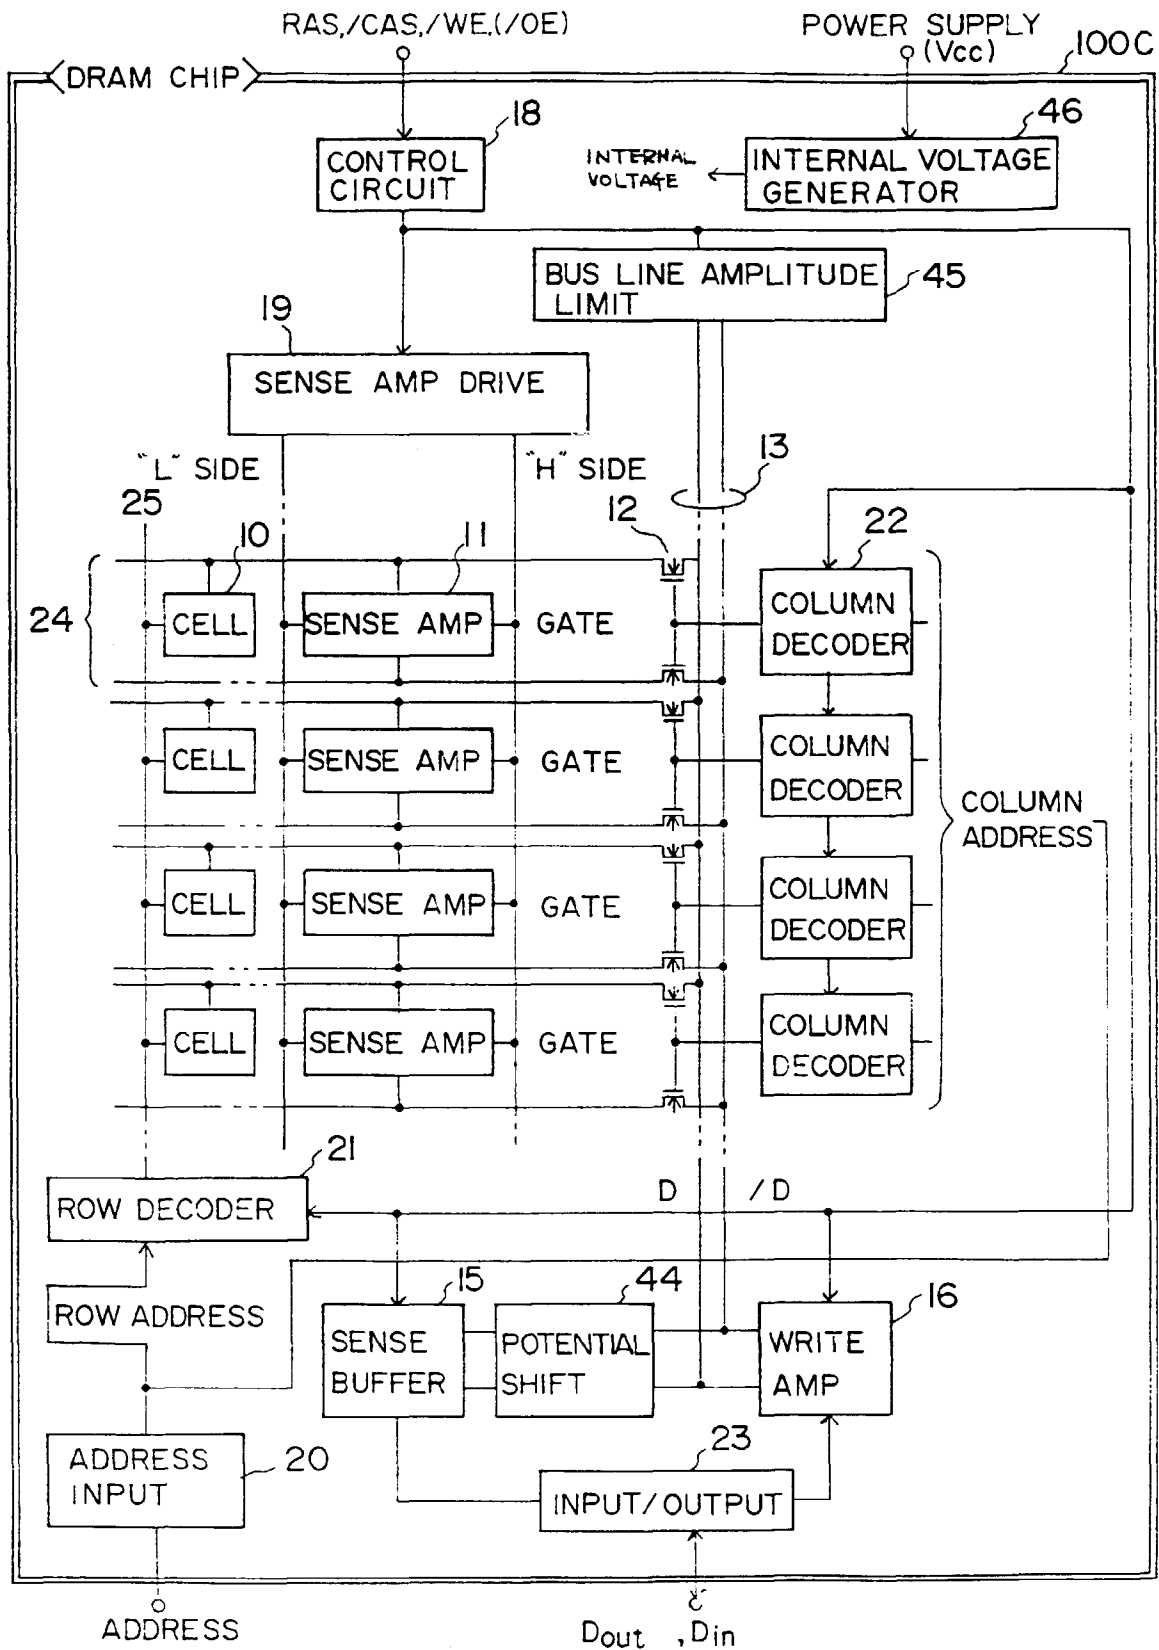 RAS,/CAS,/WE,(/OE)
POWER SUPPLY
(Vcc)
100C
DRAM CHIP
18
46
CONTROL
CIRCUIT
INTERNAL
VOLTAGE
INTERNAL VOLTAGE
GENERATOR
BUS LINE AMPLITUDE
LIMIT
45
19
SENSE AMP DRIVE
"L" SIDE
"H" SIDE
13
25
10
11
12
22
24
CELL
SENSE AMP
GATE
COLUMN
DECODER
CELL
SENSE AMP
GATE
COLUMN
DECODER
COLUMN
ADDRESS
CELL
SENSE AMP
GATE
COLUMN
DECODER
CELL
SENSE AMP
GATE
COLUMN
DECODER
21
ROW DECODER
D
/D
15
44
16
ROW ADDRESS
SENSE
BUFFER
POTENTIAL
SHIFT
WRITE
AMP
ADDRESS
INPUT
20
23
INPUT/OUTPUT
ADDRESS
Dout ,Din